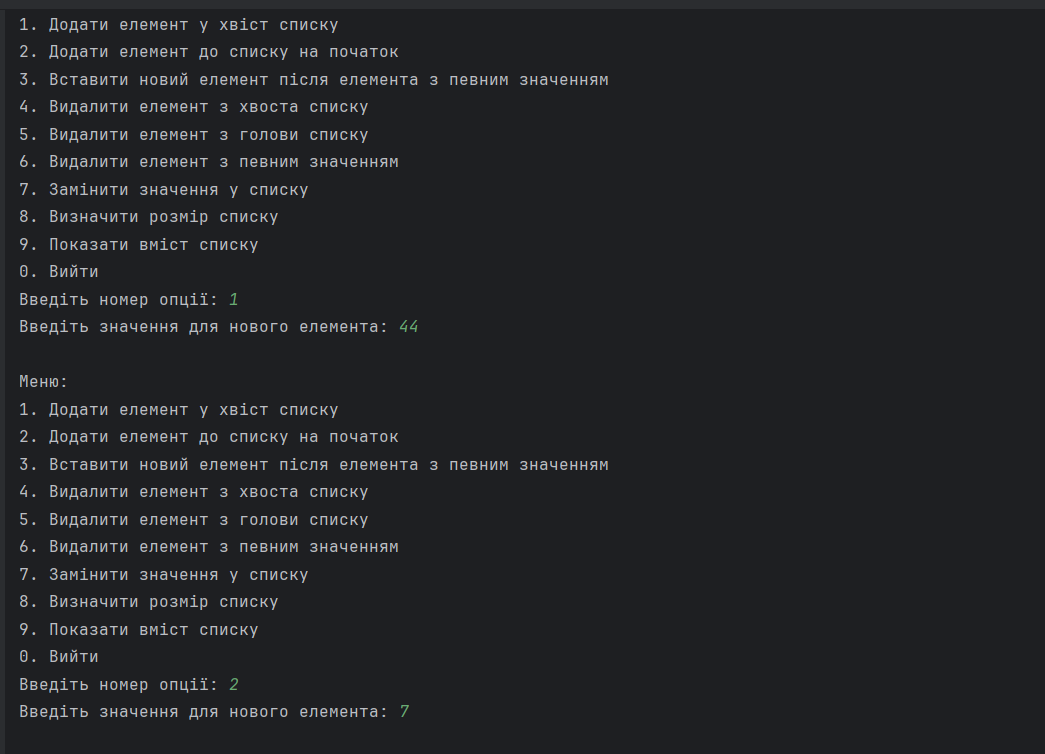 1. Додати елемент у хвіст списку
2. Додати елемент до списку на початок
3. Вставити новий елемент після елемента з певним значенням
4. Видалити елемент з хвоста списку
5. Видалити елемент з голови списку
6. Видалити елемент з певним значенням
7. Замінити значення у списку
8. Визначити розмір списку
9. Показати вміст списку
0. Вийти
Введіть номер опції: 1
Введіть значення для нового елемента: 44
Меню:
1. Додати елемент у хвіст списку
2. Додати елемент до списку на початок
3. Вставити новий елемент після елемента з певним значенням
4. Видалити елемент з хвоста списку
5. Видалити елемент з голови списку
6. Видалити елемент з певним значенням
7. Замінити значення у списку
8. Визначити розмір списку
9. Показати вміст списку
0. Вийти
Введіть номер опції: 2
Введіть значення для нового елемента: 7